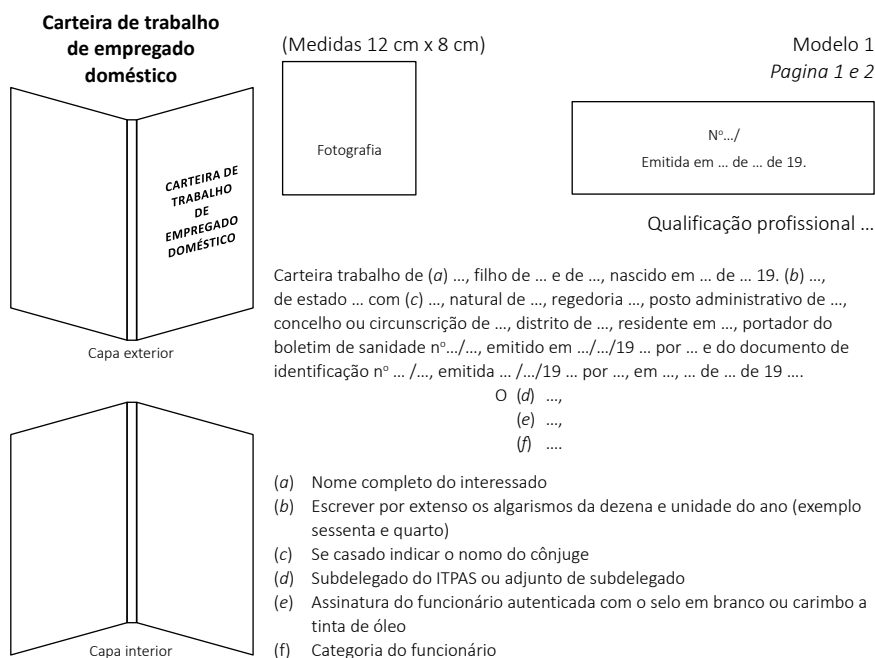 Carteira de trabalho
de empregado
doméstico
CARTEIRA DE
TRABALHO
DE
EMPREGADO
DOMÉSTICO
Capa exterior
Capa interior
(Medidas 12 cm x 8 cm)
Modelo 1
Pagina 1 e 2
Fotografia
Nº.../
Emitida em ... de ... de 19.
Qualificação profissional ...
Carteira trabalho de (a) ..., filho de ... e de ..., nascido em ... de ... 19. (b) ...,
de estado ... com (c) ..., natural de ..., regedoria ..., posto administrativo de ...,
concelho ou circunscrição de ..., distrito de ..., residente em ..., portador do
boletim de sanidade nº.../..., emitido em .../.../19 ... por ... e do documento de
identificação nº ... /..., emitida ... /.../19 ... por ..., em ..., ... de ... de 19 ....
O (d) ...,
(e) ...,
(f) ....
(a) Nome completo do interessado
(b) Escrever por extenso os algarismos da dezena e unidade do ano (exemplo
sessenta e quarto)
(c) Se casado indicar o nomo do cônjuge
(d) Subdelegado do ITPAS ou adjunto de subdelegado
(e) Assinatura do funcionário autenticada com o selo em branco ou carimbo a
tinta de óleo
(f) Categoria do funcionário